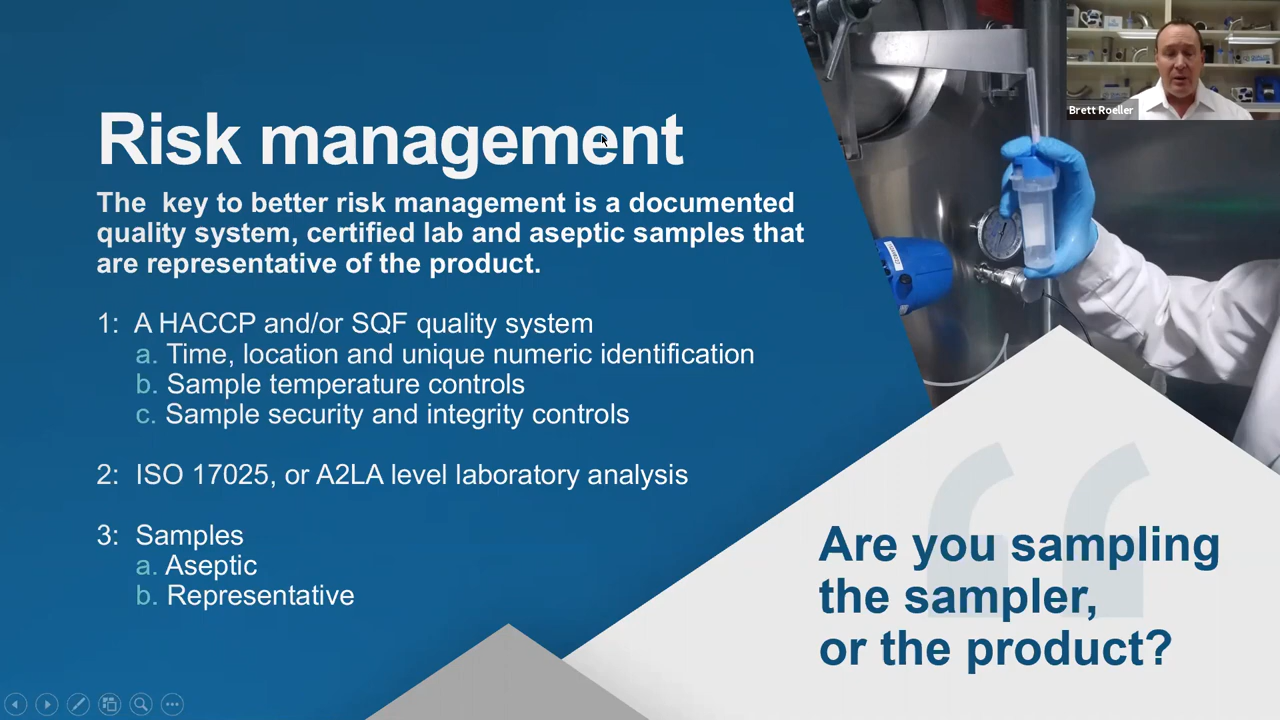 Risk management
The key to better risk management is a documented
quality system, certified lab and aseptic samples that
are representative of the product.
1: A HACCP and/or SQF quality system
a. Time, location and unique numeric identification
b. Sample temperature controls
c. Sample security and integrity controls
2: ISO 17025, or A2LA level laboratory analysis
3: Samples
a. Aseptic
b. Representative
Brett Roeller
“
Are you sampling
the sampler,
or the product?